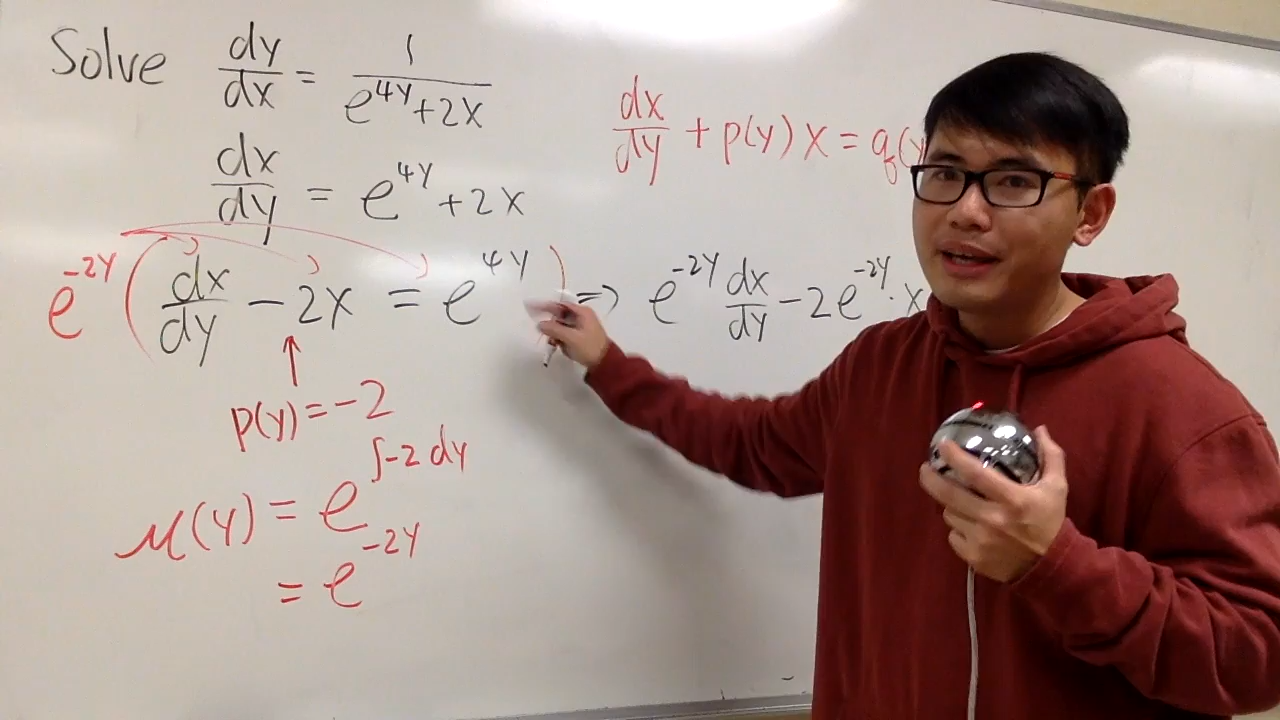 Solve dy/dx = 1/(e^{4y}+2x)
dx/dy + p(y)x = q(y
dx/dy = e^{4y}+2x
e^{-2y}(dx/dy - 2x = e^{4y}) ⇒ e^{-2y} dx/dy - 2e^{-2y}·x
↑
p(y)=-2
μ(y) = e^{∫-2dy}
= e^{-2y}